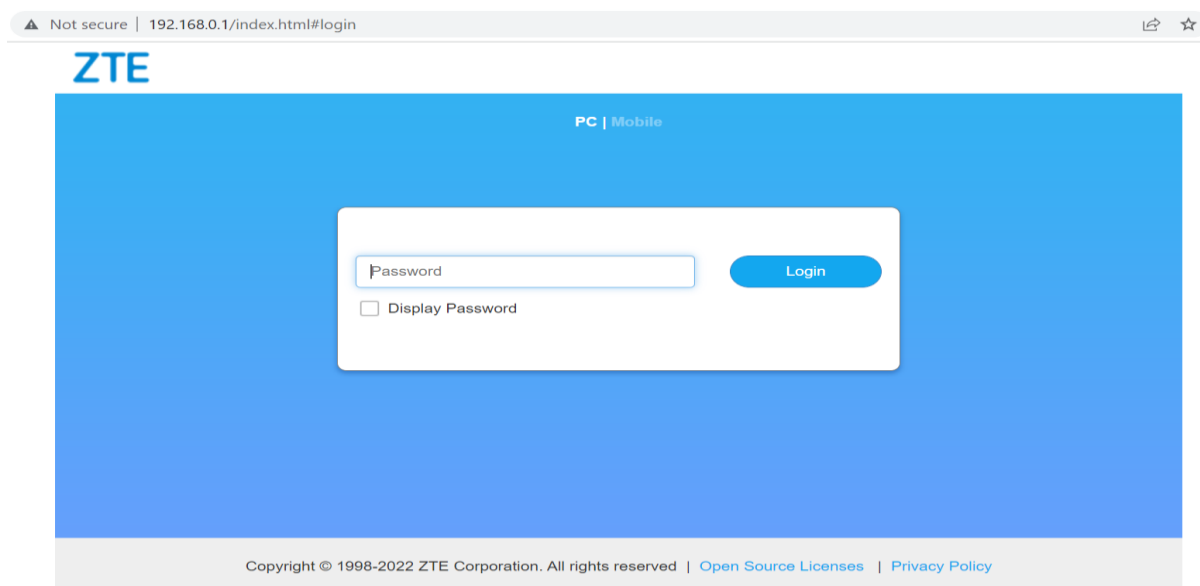 Not secure | 192.168.0.1/index.html#login
ZTE
PC | Mobile
Password
Login
Display Password
Copyright © 1998-2022 ZTE Corporation. All rights reserved | Open Source Licenses | Privacy Policy